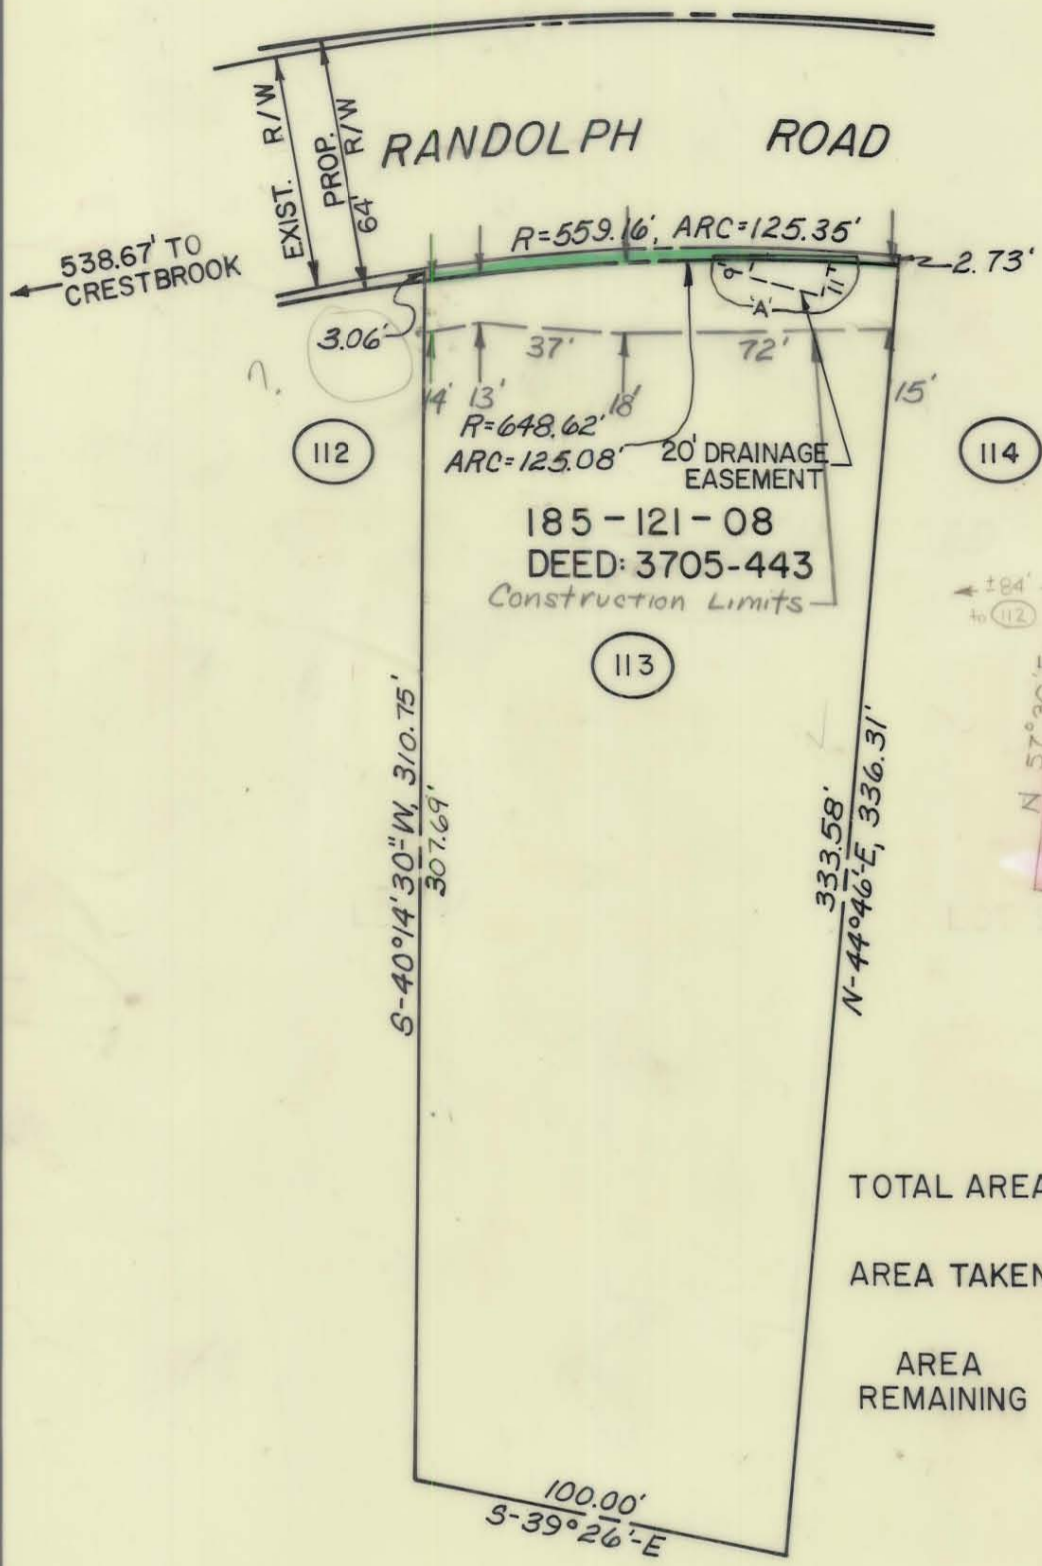 EXIST. R/W
PROP. R/W
64'
RANDOLPH ROAD
538.67' TO
CRESTBROOK
R=559.16', ARC=125.35'
2.73'
9'
11'
'A'
3.06'
37'
72'
14'
13'
18'
15'
R=648.62'
ARC=125.08'
20' DRAINAGE
EASEMENT
112
114
185-121-08
DEED: 3705-443
Construction Limits
±84'
to 112
113
N 57°30'E
S-40°14'30"-W, 310.75'
307.69'
333.58'
N-44°46'-E, 336.31'
TOTAL AREA
AREA TAKEN
AREA
REMAINING
100.00'
S-39°26'-E